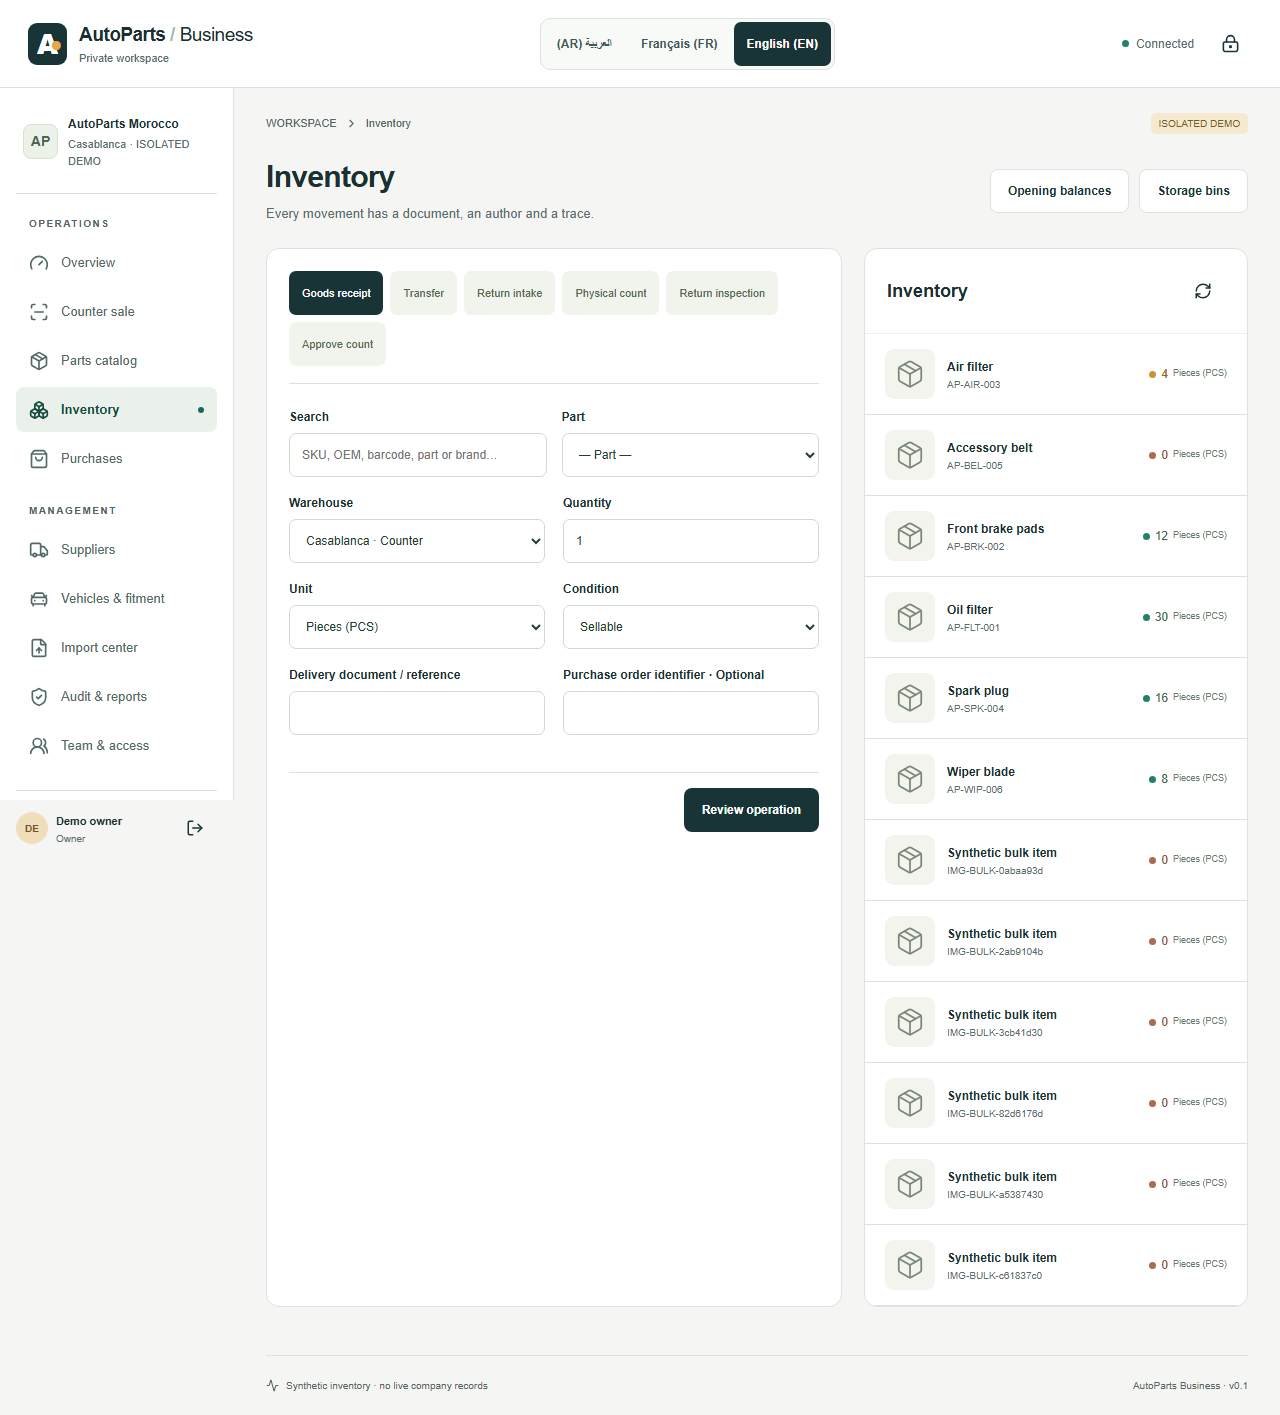 AutoParts / Business
Private workspace
العربية (AR)
Français (FR)
English (EN)
Connected
AP
AutoParts Morocco
Casablanca · ISOLATED
DEMO
OPERATIONS
Overview
Counter sale
Parts catalog
Inventory
Purchases
MANAGEMENT
Suppliers
Vehicles & fitment
Import center
Audit & reports
Team & access
DE
Demo owner
Owner
WORKSPACE
Inventory
ISOLATED DEMO
Inventory
Every movement has a document, an author and a trace.
Opening balances
Storage bins
Goods receipt
Transfer
Return intake
Physical count
Return inspection
Approve count
Search
SKU, OEM, barcode, part or brand...
Part
— Part —
Warehouse
Casablanca · Counter
Quantity
1
Unit
Pieces (PCS)
Condition
Sellable
Delivery document / reference
Purchase order identifier · Optional
Review operation
Inventory
Air filter
AP-AIR-003
4 Pieces (PCS)
Accessory belt
AP-BEL-005
0 Pieces (PCS)
Front brake pads
AP-BRK-002
12 Pieces (PCS)
Oil filter
AP-FLT-001
30 Pieces (PCS)
Spark plug
AP-SPK-004
16 Pieces (PCS)
Wiper blade
AP-WIP-006
8 Pieces (PCS)
Synthetic bulk item
IMG-BULK-0abaa93d
0 Pieces (PCS)
Synthetic bulk item
IMG-BULK-2ab9104b
0 Pieces (PCS)
Synthetic bulk item
IMG-BULK-3cb41d30
0 Pieces (PCS)
Synthetic bulk item
IMG-BULK-82d6176d
0 Pieces (PCS)
Synthetic bulk item
IMG-BULK-a5387430
0 Pieces (PCS)
Synthetic bulk item
IMG-BULK-c61837c0
0 Pieces (PCS)
Synthetic inventory · no live company records
AutoParts Business · v0.1